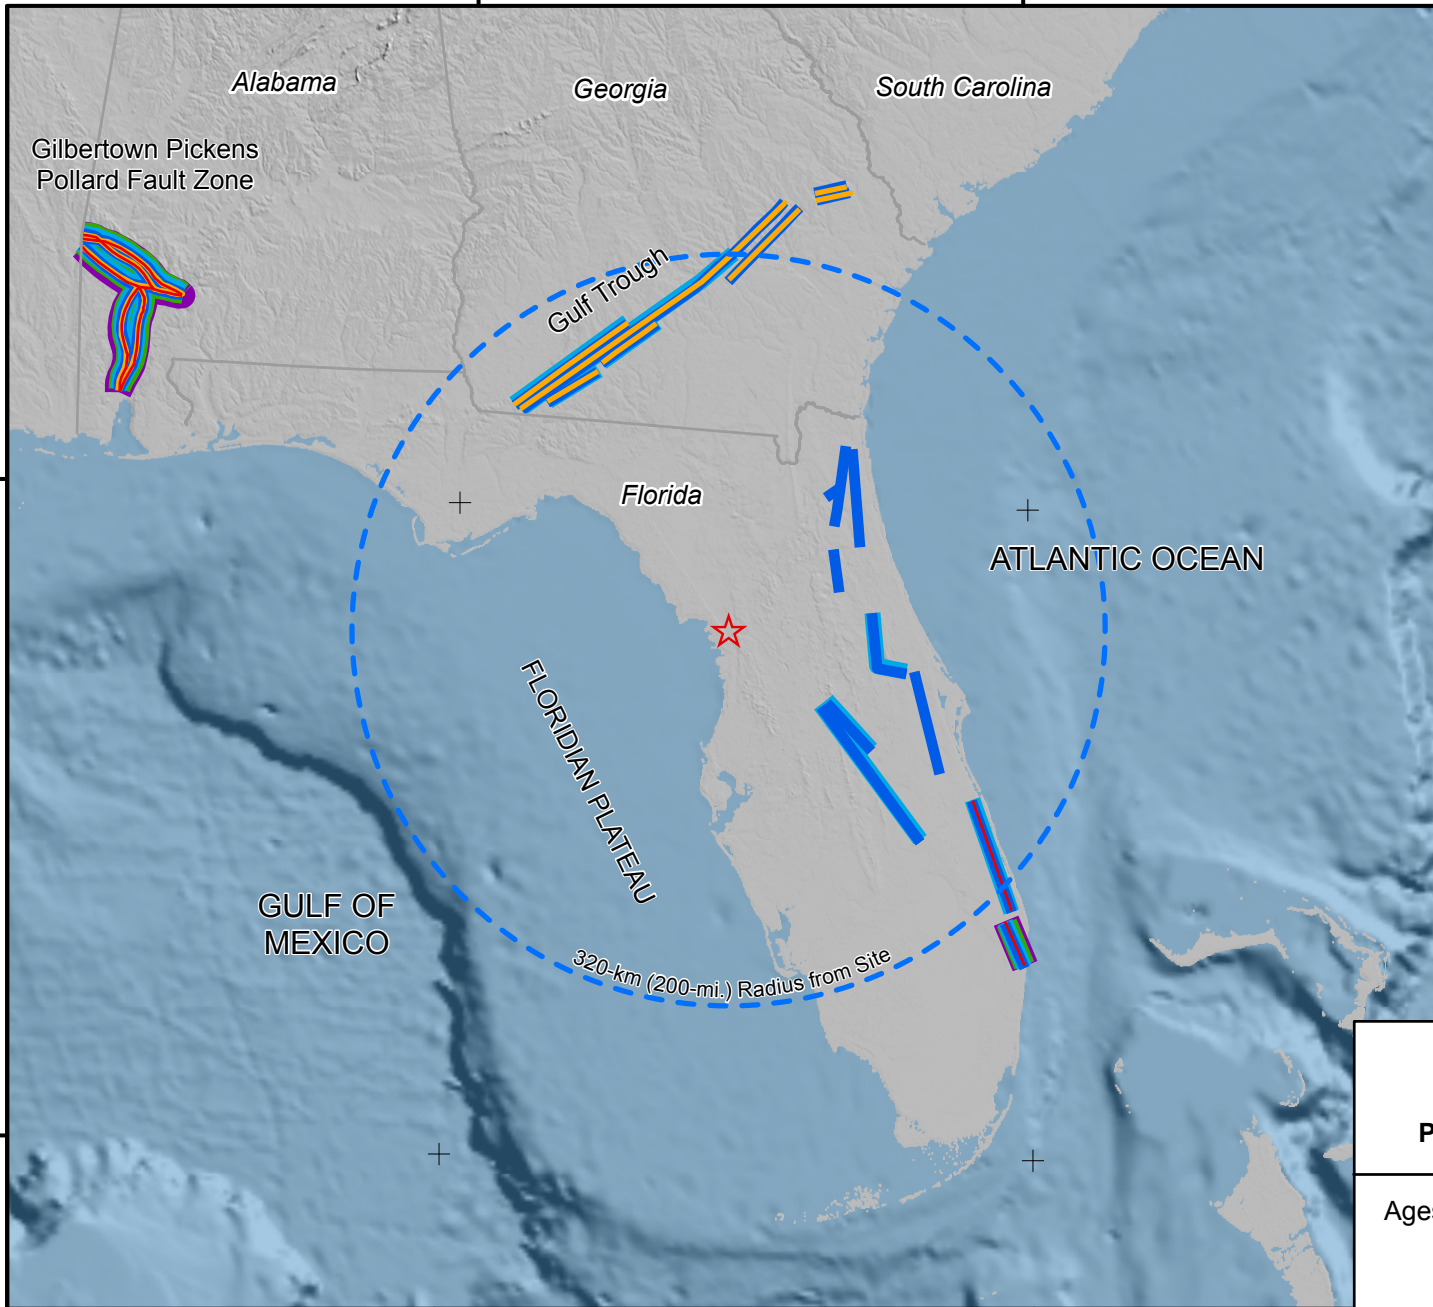 Alabama
Georgia
South Carolina
Gilbertown Pickens
Pollard Fault Zone
Gulf Trough
Florida
ATLANTIC OCEAN
FLORIDIAN PLATEAU
GULF OF
MEXICO
320-km (200-mi.) Radius from Site
P
Ages